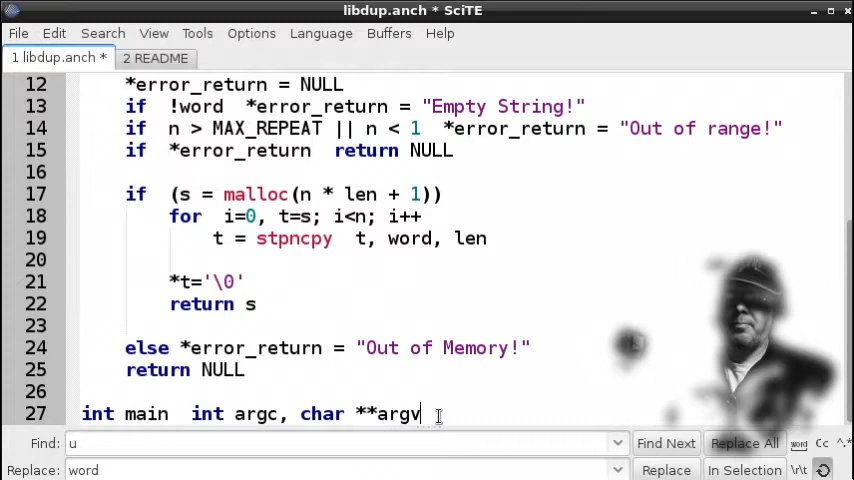 libdup.anch * SciTE
File Edit Search View Tools Options Language Buffers Help
1 libdup.anch * 2 README
12 *error_return = NULL
13 if !word *error_return = "Empty String!"
14 if n > MAX_REPEAT || n < 1 *error_return = "Out of range!"
15 if *error_return return NULL
16
17 if (s = malloc(n * len + 1))
18 for i=0, t=s; i<n; i++
19 t = stpncpy t, word, len
20
21 *t='\0'
22 return s
23
24 else *error_return = "Out of Memory!"
25 return NULL
26
27 int main int argc, char **argv
Find: u Find Next Replace All word Cc ^.*
Replace: word Replace In Selection \r\t